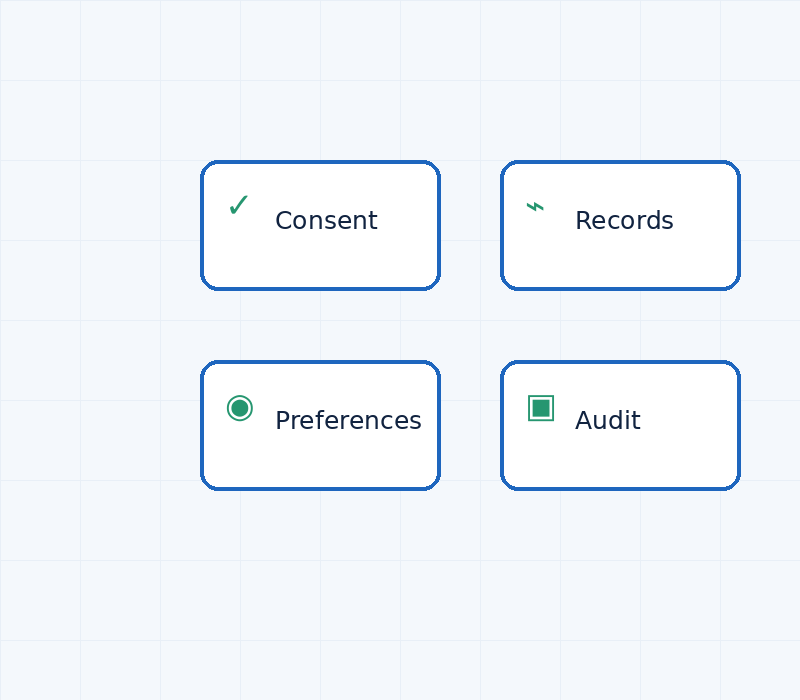 ✓ Consent
⌁ Records
◉ Preferences
▣ Audit